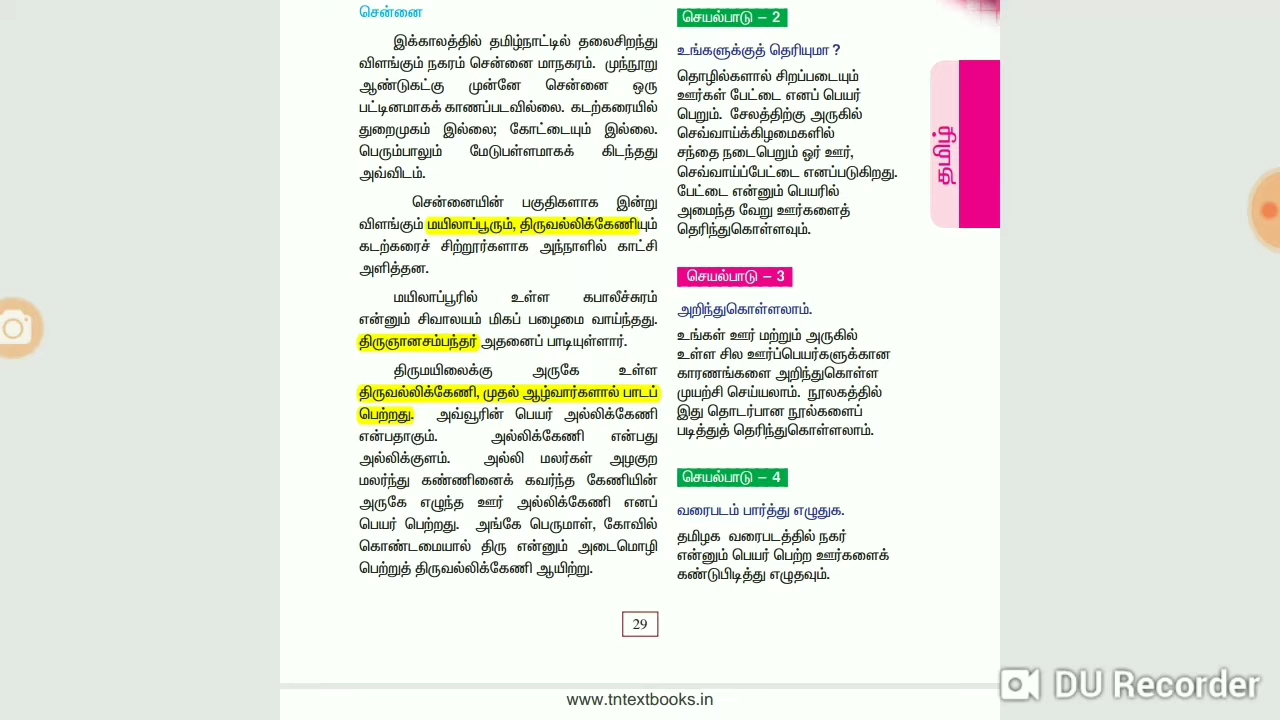 சென்னை
இக்காலத்தில் தமிழ்நாட்டில் தலைசிறந்து
விளங்கும் நகரம் சென்னை மாநகரம். முந்நூறு
ஆண்டுகட்கு முன்னே சென்னை ஒரு
பட்டினமாகக் காணப்படவில்லை. கடற்கரையில்
துறைமுகம் இல்லை; கோட்டையும் இல்லை.
பெரும்பாலும் மேடுபள்ளமாகக் கிடந்தது
அவ்விடம்.
சென்னையின் பகுதிகளாக இன்று
விளங்கும் மயிலாப்பூரும், திருவல்லிக்கேணியும்
கடற்கரைச் சிற்றூர்களாக அந்நாளில் காட்சி
அளித்தன.
மயிலாப்பூரில் உள்ள கபாலீச்சுரம்
என்னும் சிவாலயம் மிகப் பழைமை வாய்ந்தது.
திருஞானசம்பந்தர் அதனைப் பாடியுள்ளார்.
திருமயிலைக்கு அருகே உள்ள
திருவல்லிக்கேணி, முதல் ஆழ்வார்களால் பாடப்
பெற்றது. அவ்வூரின் பெயர் அல்லிக்கேணி
என்பதாகும். அல்லிக்கேணி என்பது
அல்லிக்குளம். அல்லி மலர்கள் அழகுற
மலர்ந்து கண்ணினைக் கவர்ந்த கேணியின்
அருகே எழுந்த ஊர் அல்லிக்கேணி எனப்
பெயர் பெற்றது. அங்கே பெருமாள், கோவில்
கொண்டமையால் திரு என்னும் அடைமொழி
பெற்றுத் திருவல்லிக்கேணி ஆயிற்று.
செயல்பாடு – 2
உங்களுக்குத் தெரியுமா ?
தொழில்களால் சிறப்படையும்
ஊர்கள் பேட்டை எனப் பெயர்
பெறும். சேலத்திற்கு அருகில்
செவ்வாய்க்கிழமைகளில்
சந்தை நடைபெறும் ஓர் ஊர்,
செவ்வாய்ப்பேட்டை எனப்படுகிறது.
பேட்டை என்னும் பெயரில்
அமைந்த வேறு ஊர்களைத்
தெரிந்துகொள்ளவும்.
செயல்பாடு – 3
அறிந்துகொள்ளலாம்.
உங்கள் ஊர் மற்றும் அருகில்
உள்ள சில ஊர்ப்பெயர்களுக்கான
காரணங்களை அறிந்துகொள்ள
முயற்சி செய்யலாம். நூலகத்தில்
இது தொடர்பான நூல்களைப்
படித்துத் தெரிந்துகொள்ளலாம்.
செயல்பாடு – 4
வரைபடம் பார்த்து எழுதுக.
தமிழக வரைபடத்தில் நகர்
என்னும் பெயர் பெற்ற ஊர்களைக்
கண்டுபிடித்து எழுதவும்.
தமிழ்
29
www.tntextbooks.in
DU Recorder